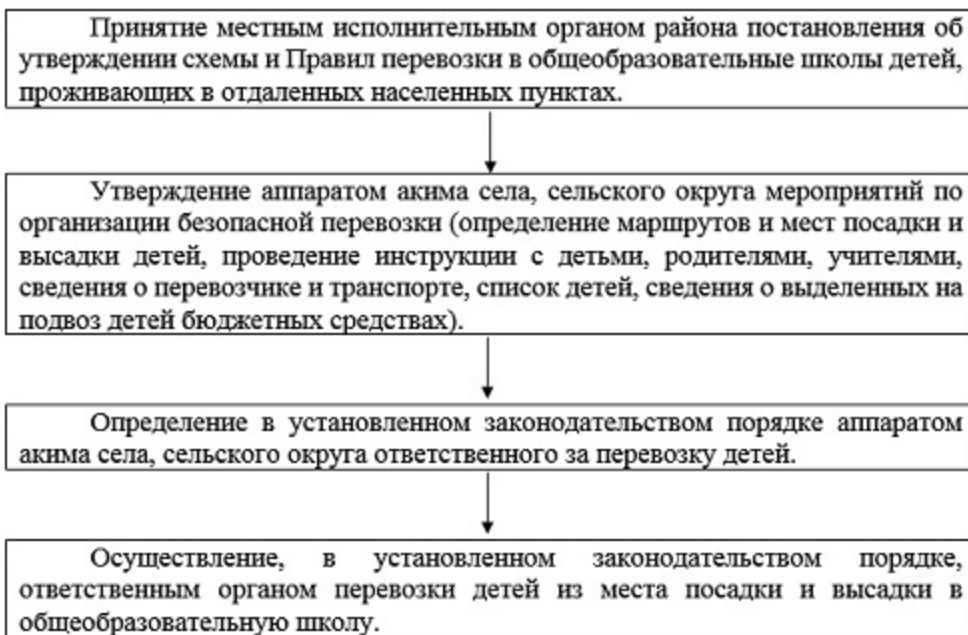 Принятие местным исполнительным органом района постановления об
утверждении схемы и Правил перевозки в общеобразовательные школы детей,
проживающих в отдаленных населенных пунктах.
Утверждение аппаратом акима села, сельского округа мероприятий по
организации безопасной перевозки (определение маршрутов и мест посадки и
высадки детей, проведение инструкции с детьми, родителями, учителями,
сведения о перевозчике и транспорте, список детей, сведения о выделенных на
подвоз детей бюджетных средствах).
Определение в установленном законодательством порядке аппаратом
акима села, сельского округа ответственного за перевозку детей.
Осуществление, в установленном законодательством порядке,
ответственным органом перевозки детей из места посадки и высадки в
общеобразовательную школу.